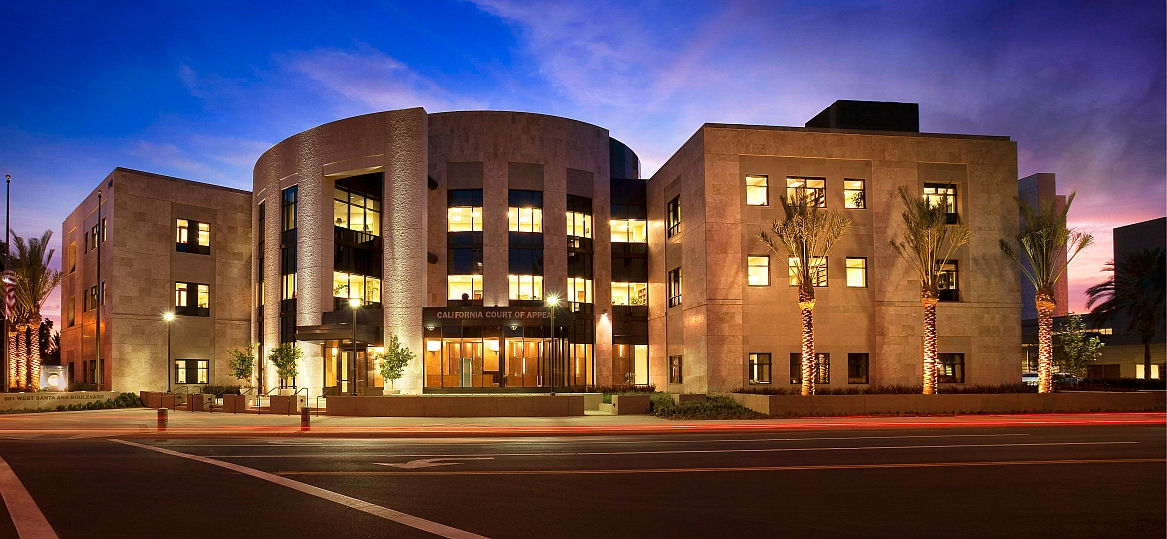 CALIFORNIA COURT OF APPEAL
601 WEST SANTA ANA BOULEVARD